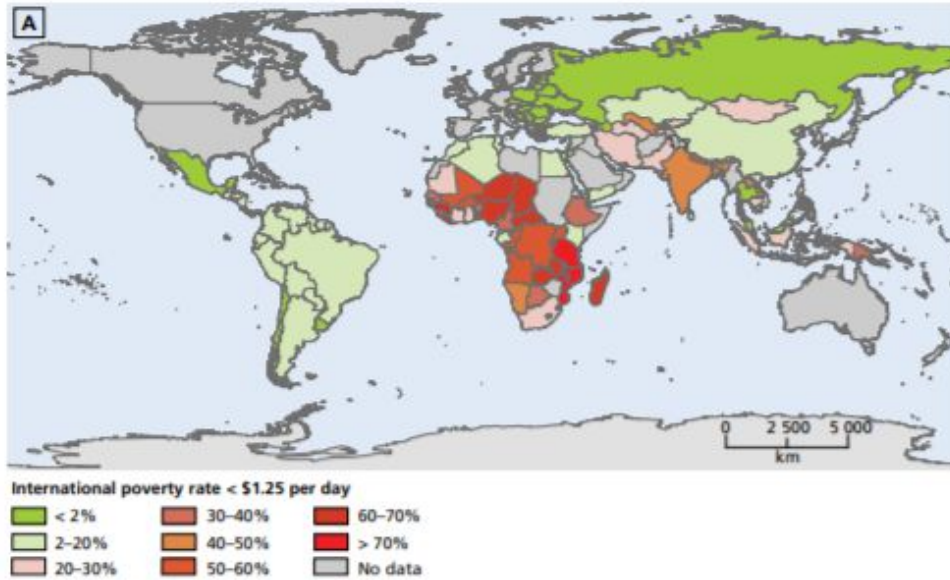 A
0 2 500 5 000
km
International poverty rate < $1.25 per day
< 2% 30–40% 60–70%
2–20% 40–50% > 70%
20–30% 50–60% No data